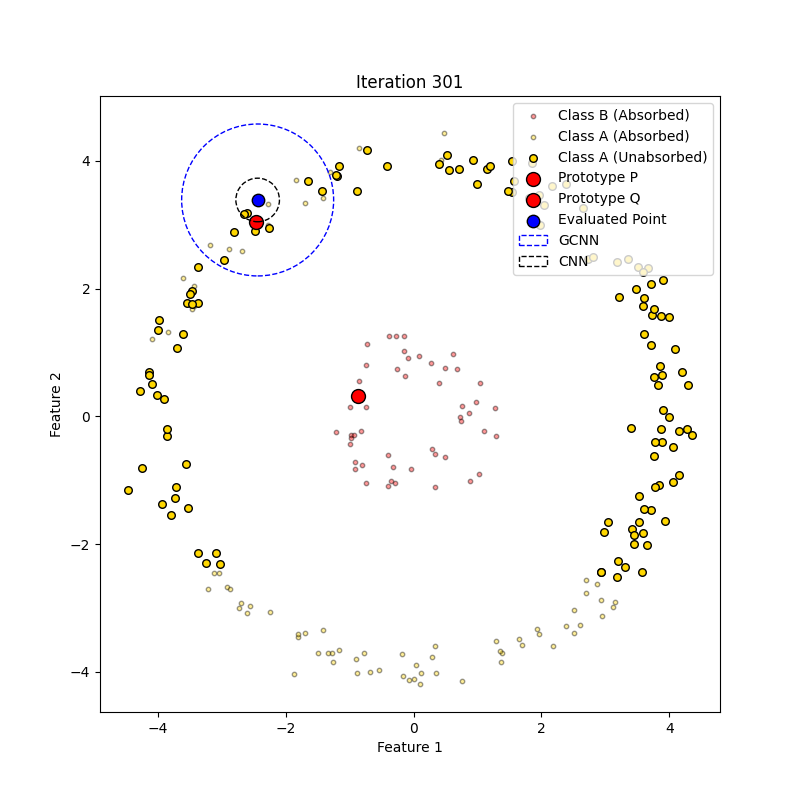 Iteration 301
Class B (Absorbed)
Class A (Absorbed)
Class A (Unabsorbed)
Prototype P
Prototype Q
Evaluated Point
GCNN
CNN
4
2
0
−2
−4
Feature 2
−4 −2 0 2 4
Feature 1